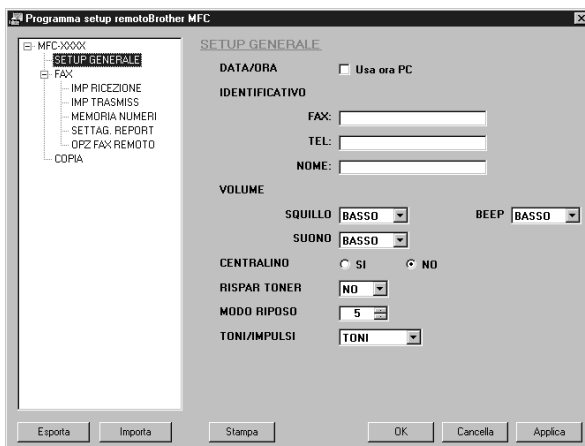 Programma setup remotoBrother MFC
MFC-XXXX
SETUP GENERALE
FAX
IMP RICEZIONE
IMP TRASMISS
MEMORIA NUMERI
SETTAG. REPORT
OPZ FAX REMOTO
COPIA
SETUP GENERALE
DATA/ORA Usa ora PC
IDENTIFICATIVO
FAX:
TEL:
NOME:
VOLUME
SQUILLO BASSO BEEP BASSO
SUONO BASSO
CENTRALINO SI NO
RISPAR TONER NO
MODO RIPOSO 5
TONI/IMPULSI TONI
Esporta Importa Stampa OK Cancella Applica